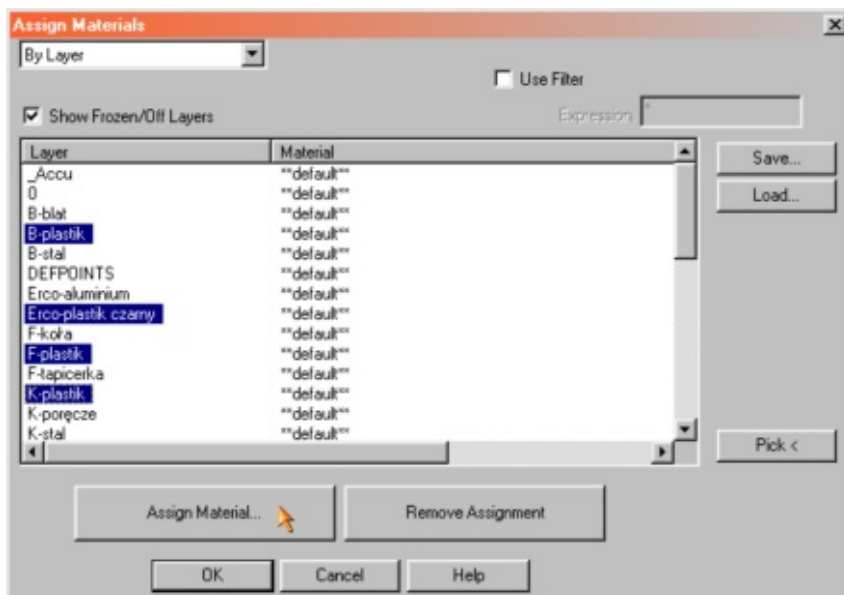 Assign Materials
By Layer
Use Filter
Show Frozen/Off Layers
Expression *
Layer Material
_Accu **default**
0 **default**
B-blat **default**
B-plastik **default**
B-stal **default**
DEFPOINTS **default**
Erco-aluminium **default**
Erco-plastik czarny **default**
F-koła **default**
F-plastik **default**
F-tapicerka **default**
K-plastik **default**
K-poręcze **default**
K-stal **default**
Save...
Load...
Pick <
Assign Material... Remove Assignment
OK Cancel Help